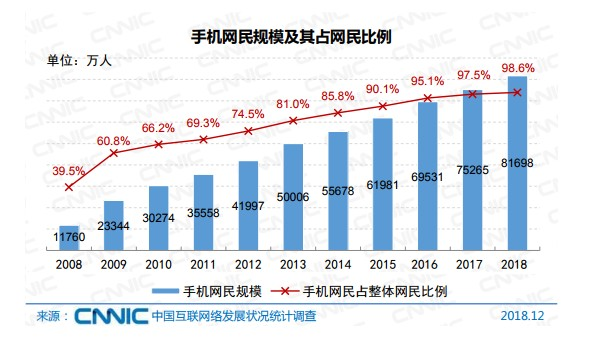 手机网民规模及其占网民比例
单位：万人
39.5% 60.8% 66.2% 69.3% 74.5% 81.0% 85.8% 90.1% 95.1% 97.5% 98.6%
11760 23344 30274 35558 41997 50006 55678 61981 69531 75265 81698
2008 2009 2010 2011 2012 2013 2014 2015 2016 2017 2018
手机网民规模 手机网民占整体网民比例
来源：CNNIC 中国互联网络发展状况统计调查 2018.12